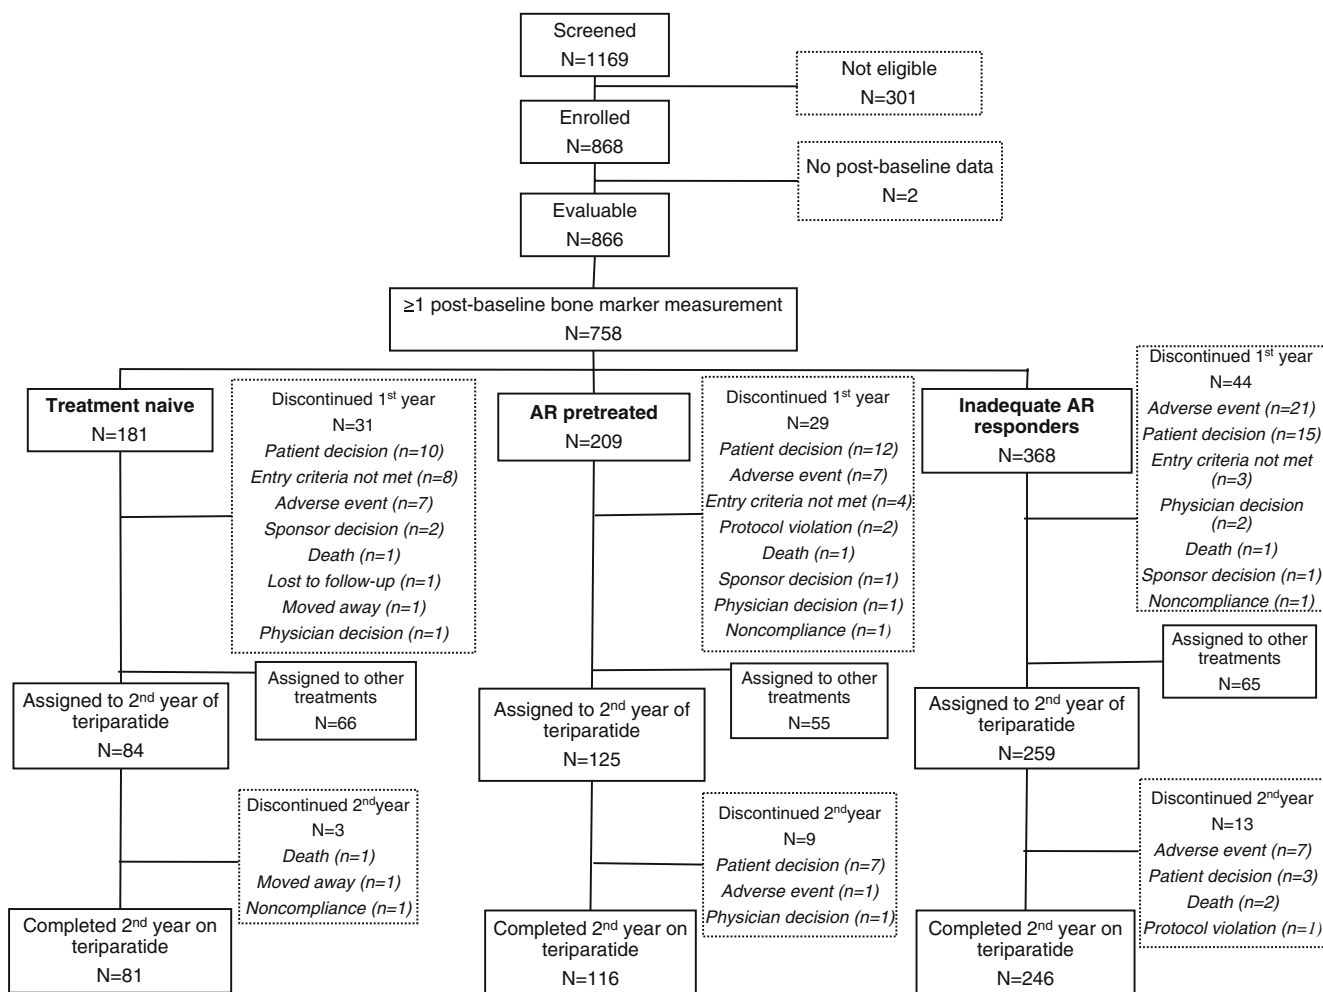 Screened
N=1169
Not eligible
N=301
Enrolled
N=868
No post-baseline data
N=2
Evaluable
N=866
≥1 post-baseline bone marker measurement
N=758
Treatment naive
N=181
Discontinued 1st year
N=31
Patient decision (n=10)
Entry criteria not met (n=8)
Adverse event (n=7)
Sponsor decision (n=2)
Death (n=1)
Lost to follow-up (n=1)
Moved away (n=1)
Physician decision (n=1)
AR pretreated
N=209
Discontinued 1st year
N=29
Patient decision (n=12)
Adverse event (n=7)
Entry criteria not met (n=4)
Protocol violation (n=2)
Death (n=1)
Sponsor decision (n=1)
Physician decision (n=1)
Noncompliance (n=1)
Inadequate AR
responders
N=368
Discontinued 1st year
N=44
Adverse event (n=21)
Patient decision (n=15)
Entry criteria not met
(n=3)
Physician decision
(n=2)
Death (n=1)
Sponsor decision (n=1)
Noncompliance (n=1)
Assigned to other
treatments
N=66
Assigned to other
treatments
N=55
Assigned to other
treatments
N=65
Assigned to 2nd year of
teriparatide
N=84
Assigned to 2nd year of
teriparatide
N=125
Assigned to 2nd year of
teriparatide
N=259
Discontinued 2nd year
N=3
Death (n=1)
Moved away (n=1)
Noncompliance (n=1)
Discontinued 2nd year
N=9
Patient decision (n=7)
Adverse event (n=1)
Physician decision (n=1)
Discontinued 2nd year
N=13
Adverse event (n=7)
Patient decision (n=3)
Death (n=2)
Protocol violation (n=1)
Completed 2nd year on
teriparatide
N=81
Completed 2nd year on
teriparatide
N=116
Completed 2nd year on
teriparatide
N=246